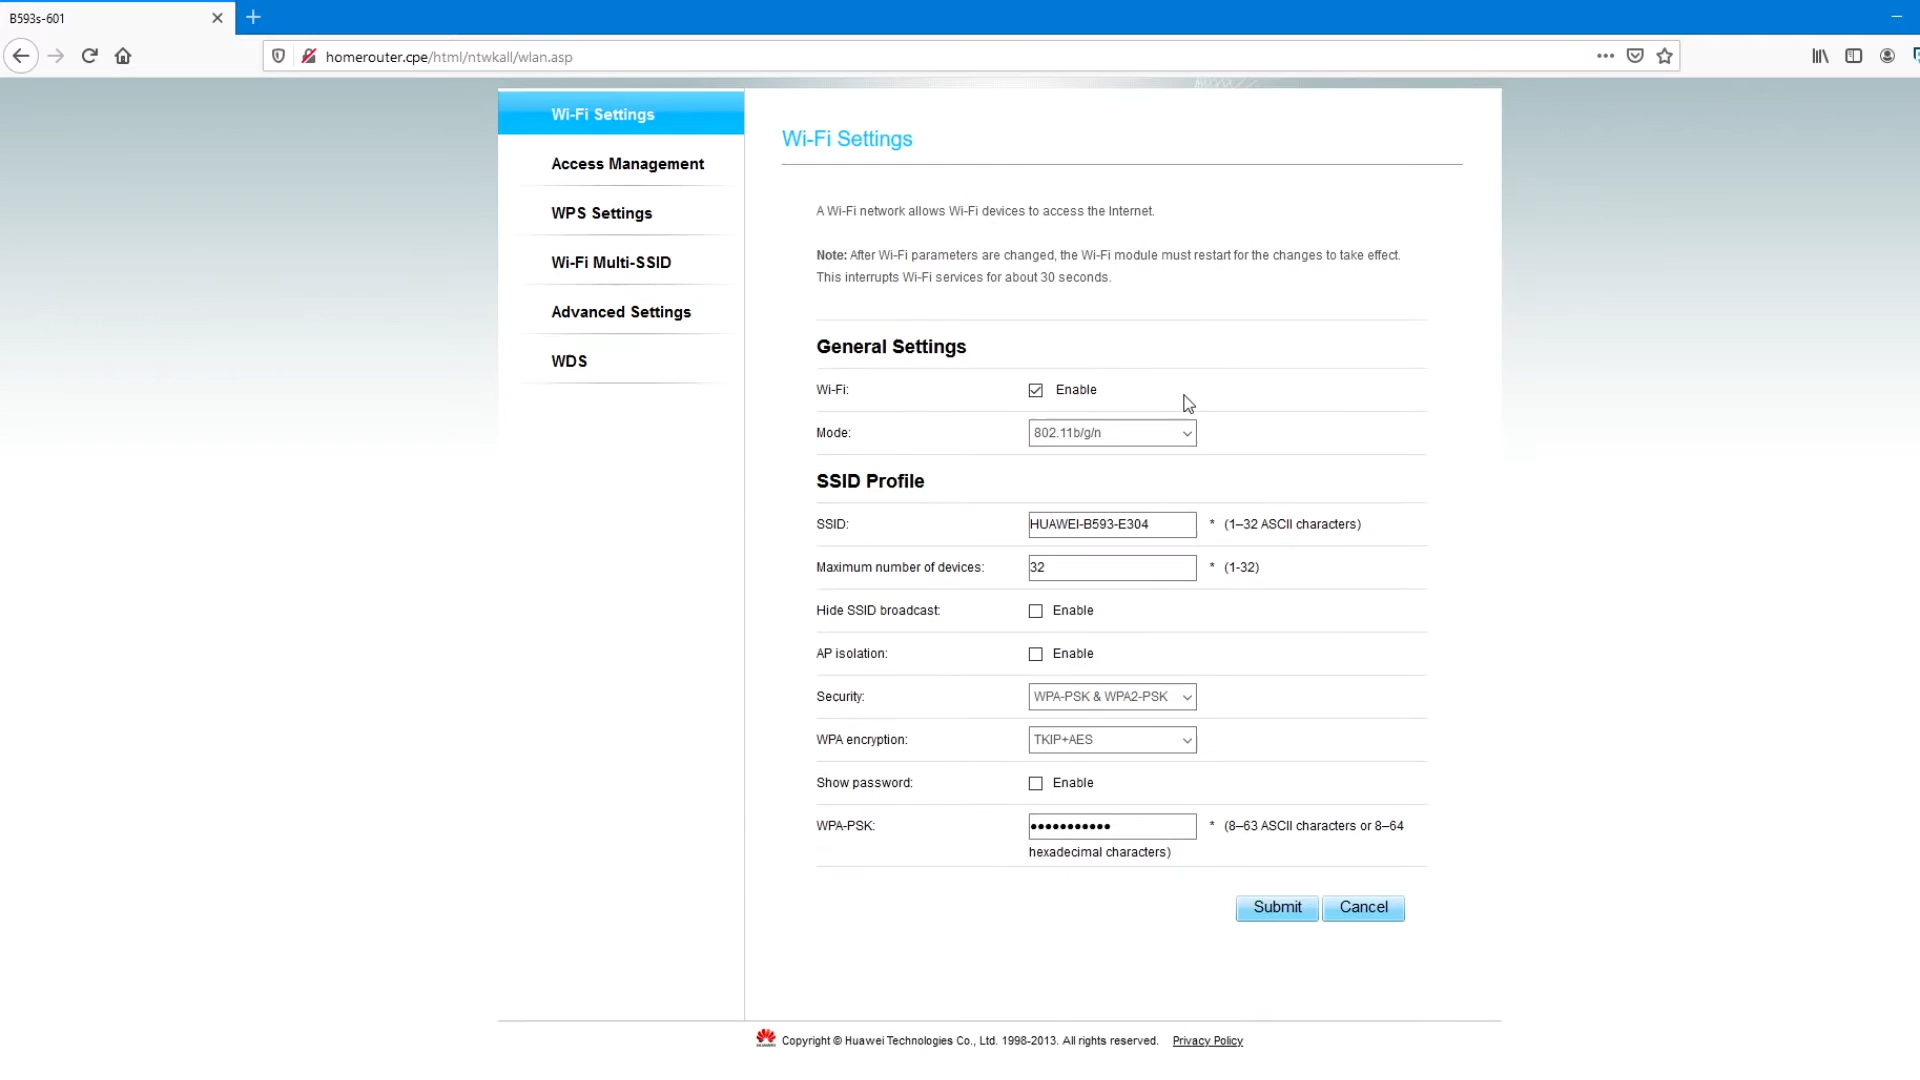 B593s-601
homerouter.cpe/html/ntwkall/wlan.asp
Wi-Fi Settings
Access Management
WPS Settings
Wi-Fi Multi-SSID
Advanced Settings
WDS
Wi-Fi Settings
A Wi-Fi network allows Wi-Fi devices to access the Internet.
Note: After Wi-Fi parameters are changed, the Wi-Fi module must restart for the changes to take effect.
This interrupts Wi-Fi services for about 30 seconds.
General Settings
Wi-Fi: Enable
Mode: 802.11b/g/n
SSID Profile
SSID: HUAWEI-B593-E304 * (1–32 ASCII characters)
Maximum number of devices: 32 * (1-32)
Hide SSID broadcast: Enable
AP isolation: Enable
Security: WPA-PSK & WPA2-PSK
WPA encryption: TKIP+AES
Show password: Enable
WPA-PSK: ●●●●●●●●●●● * (8–63 ASCII characters or 8–64
hexadecimal characters)
Submit Cancel
HUAWEI Copyright © Huawei Technologies Co., Ltd. 1998-2013. All rights reserved. Privacy Policy